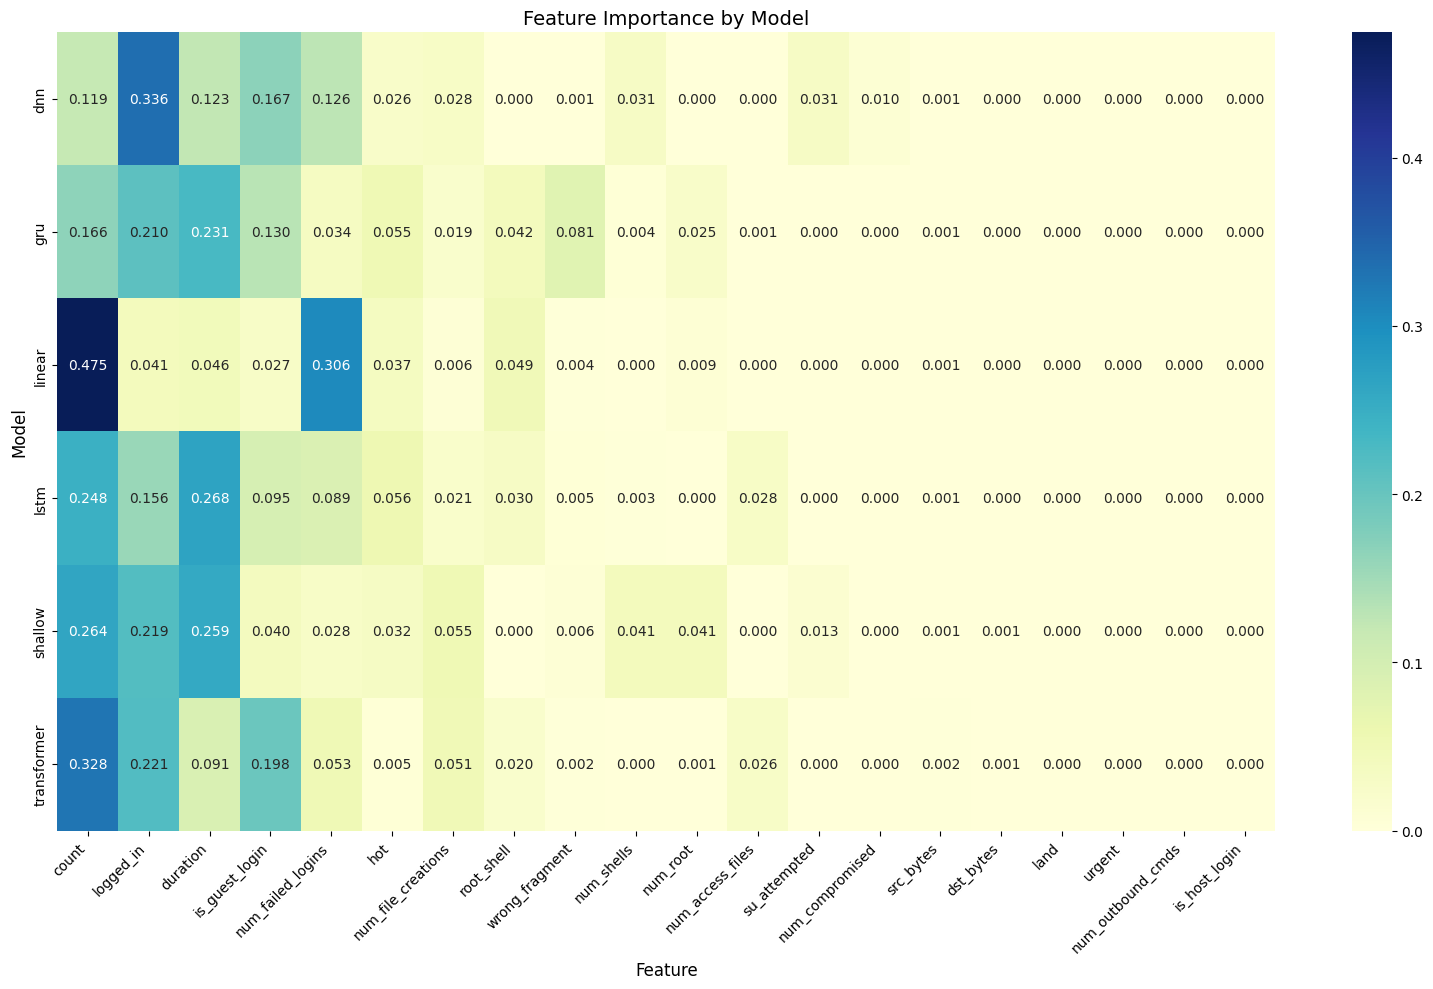 Feature Importance by Model
dnn 0.119 0.336 0.123 0.167 0.126 0.026 0.028 0.000 0.001 0.031 0.000 0.000 0.031 0.010 0.001 0.000 0.000 0.000 0.000 0.000
gru 0.166 0.210 0.231 0.130 0.034 0.055 0.019 0.042 0.081 0.004 0.025 0.001 0.000 0.000 0.001 0.000 0.000 0.000 0.000 0.000
linear 0.475 0.041 0.046 0.027 0.306 0.037 0.006 0.049 0.004 0.000 0.009 0.000 0.000 0.000 0.001 0.000 0.000 0.000 0.000 0.000
Model
lstm 0.248 0.156 0.268 0.095 0.089 0.056 0.021 0.030 0.005 0.003 0.000 0.028 0.000 0.000 0.001 0.000 0.000 0.000 0.000 0.000
shallow 0.264 0.219 0.259 0.040 0.028 0.032 0.055 0.000 0.006 0.041 0.041 0.000 0.013 0.000 0.001 0.001 0.000 0.000 0.000 0.000
transformer 0.328 0.221 0.091 0.198 0.053 0.005 0.051 0.020 0.002 0.000 0.001 0.026 0.000 0.000 0.002 0.001 0.000 0.000 0.000 0.000
count
logged_in
duration
is_guest_login
num_failed_logins
hot
num_file_creations
root_shell
wrong_fragment
num_shells
num_root
num_access_files
su_attempted
num_compromised
src_bytes
dst_bytes
land
urgent
num_outbound_cmds
is_host_login
Feature
0.4
0.3
0.2
0.1
0.0